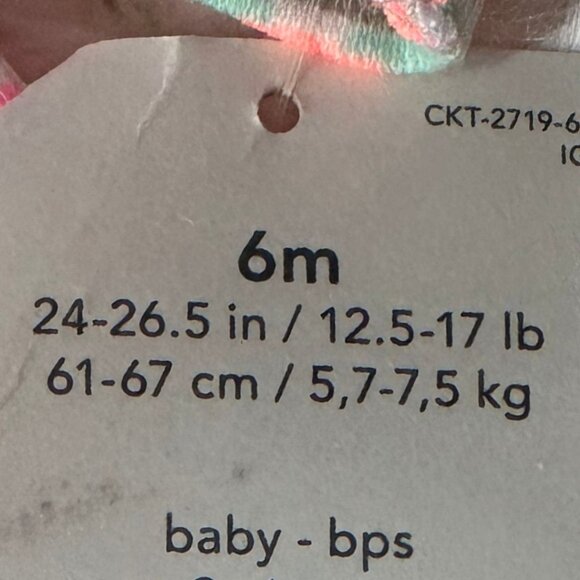 CKT-2719-6
6m
24-26.5 in / 12.5-17 lb
61-67 cm / 5,7-7,5 kg
baby - bps